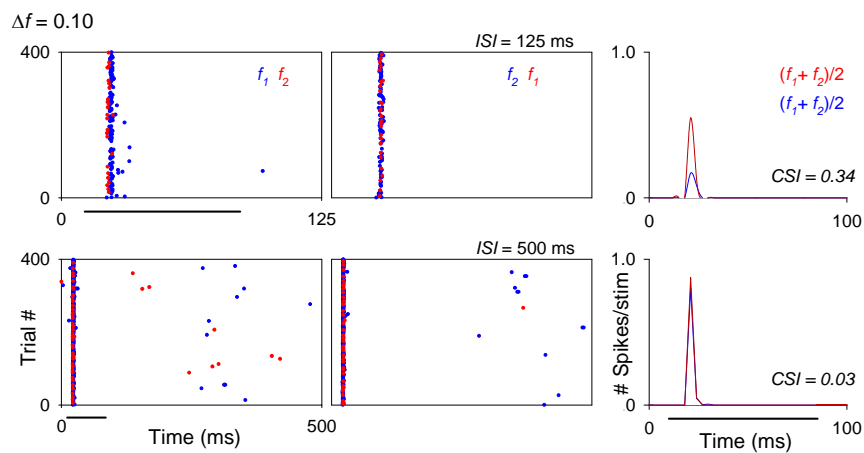 Δf = 0.10
ISI = 125 ms
400
f₁ f₂
f₂ f₁
1.0
(f₁+ f₂)/2
(f₁+ f₂)/2
CSI = 0.34
0
0
125
0
0
100
ISI = 500 ms
400
1.0
Trial #
# Spikes/stim
CSI = 0.03
0
0
0
Time (ms)
500
0
Time (ms)
100